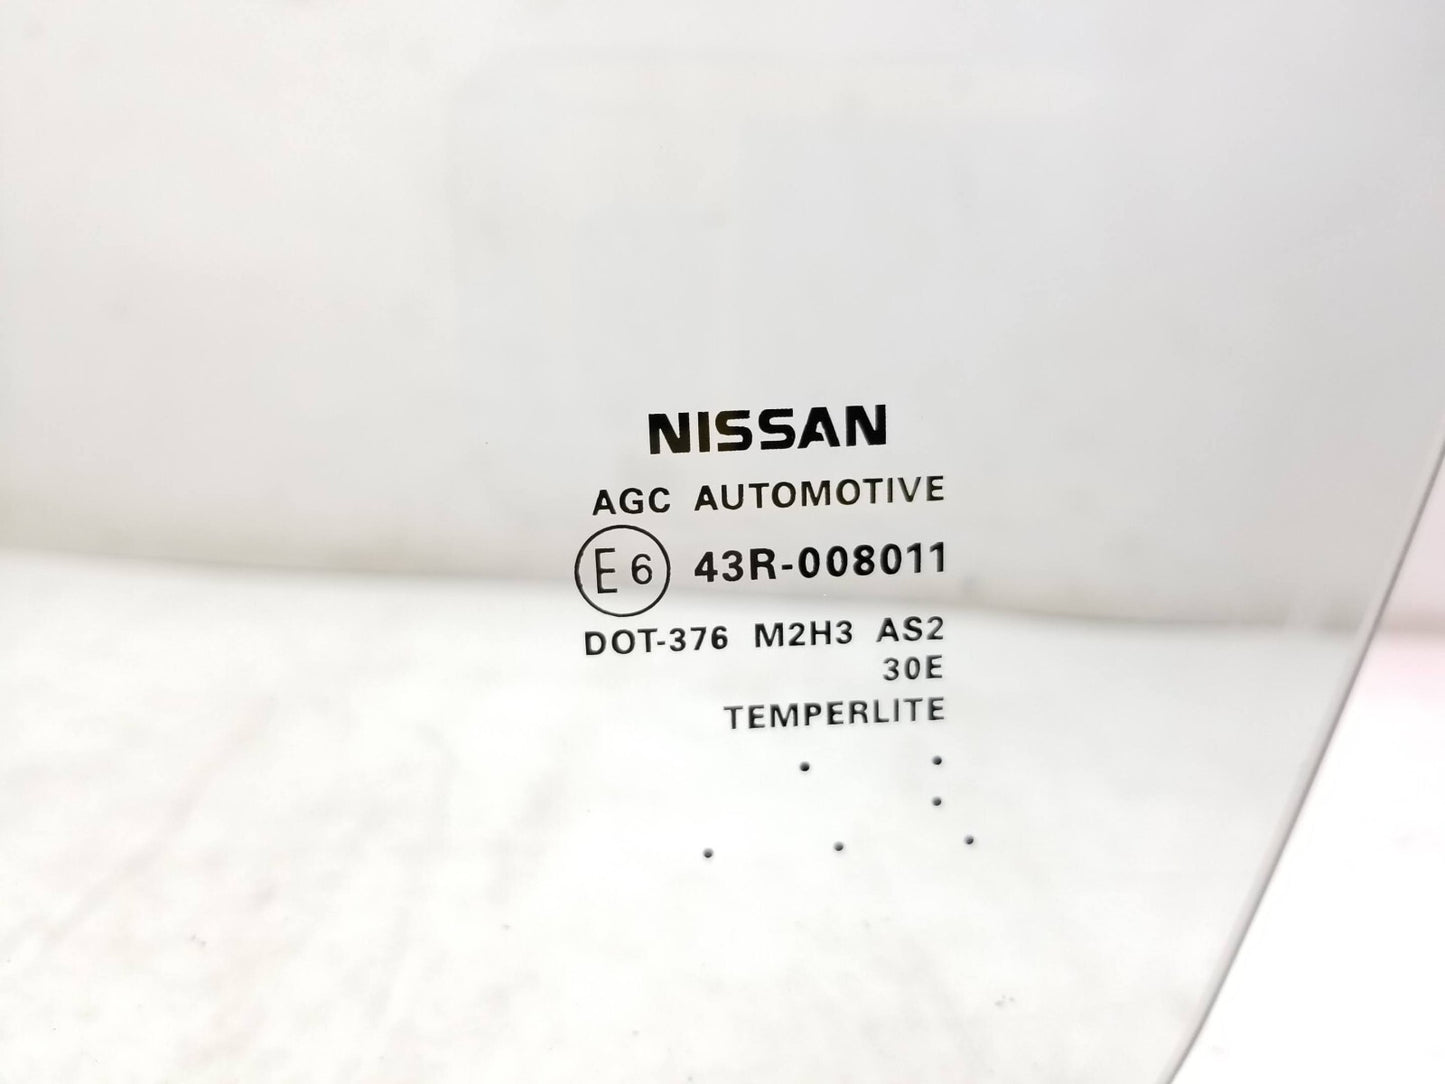 NISSAN
AGC AUTOMOTIVE
E6 43R-008011
DOT-376 M2H3 AS2
30E
TEMPERLITE